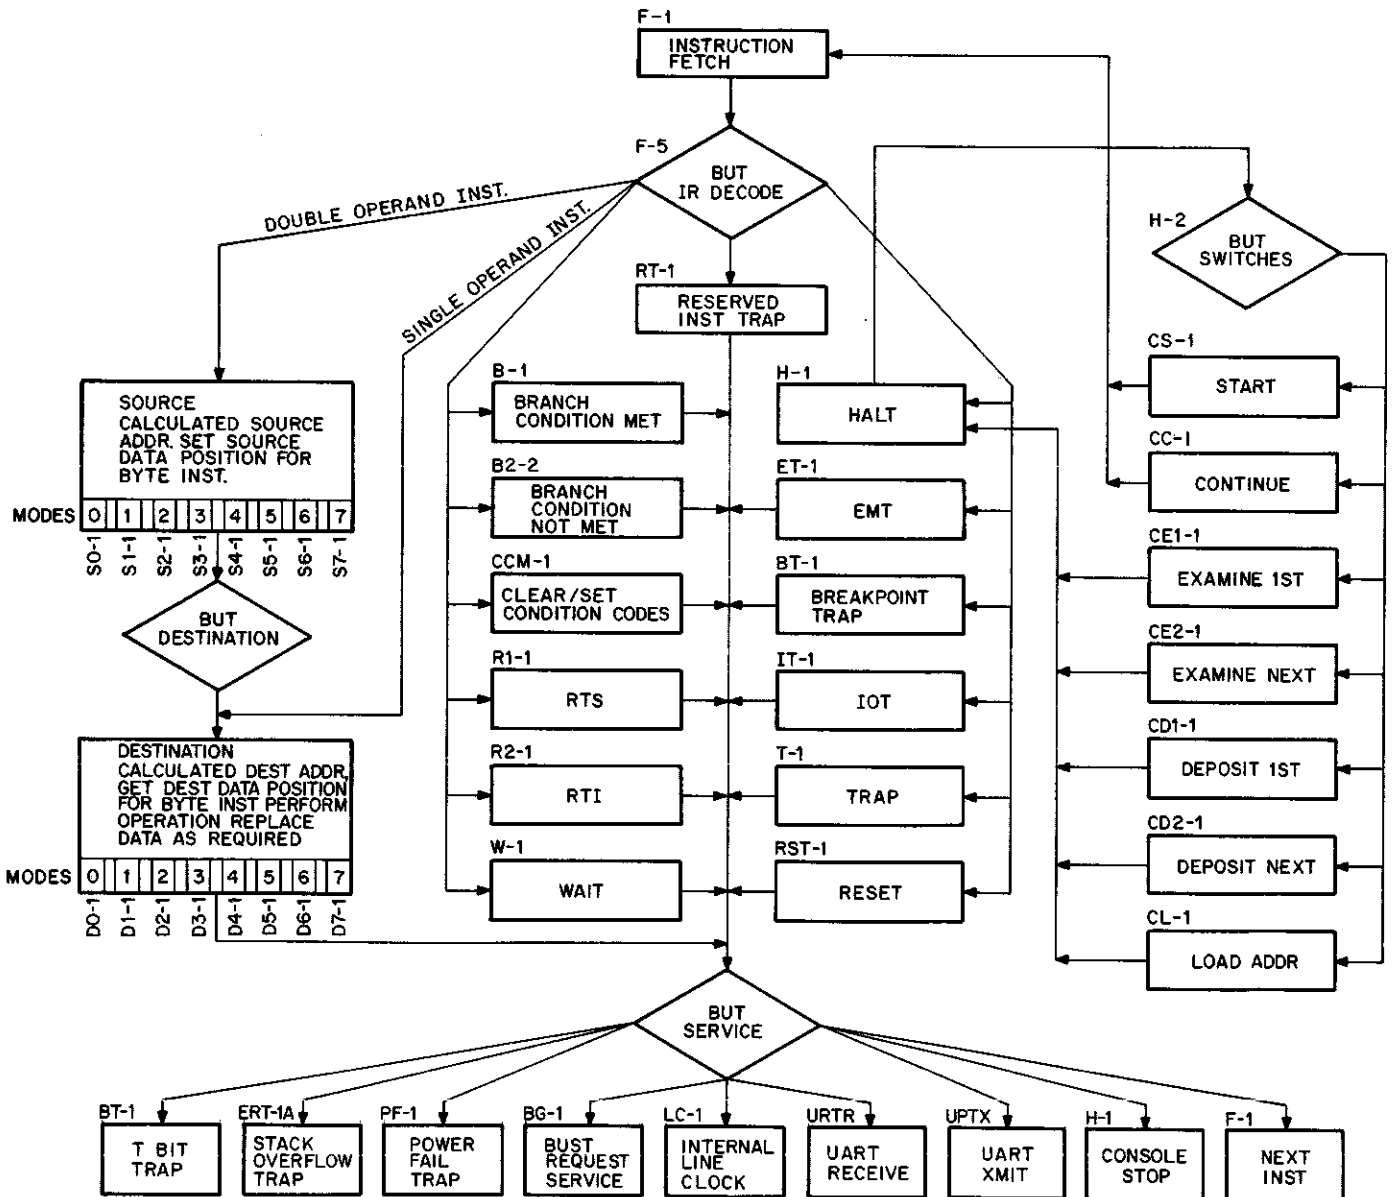 F-1
INSTRUCTION
FETCH
F-5
BUT
IR DECODE
DOUBLE OPERAND INST.
SINGLE OPERAND INST.
H-2
BUT
SWITCHES
RT-1
RESERVED
INST TRAP
SOURCE
CALCULATED SOURCE
ADDR. SET SOURCE
DATA POSITION FOR
BYTE INST.
MODES 0 1 2 3 4 5 6 7
S0-1 S1-1 S2-1 S3-1 S4-1 S5-1 S6-1 S7-1
BUT
DESTINATION
DESTINATION
CALCULATED DEST ADDR,
GET DEST DATA POSITION
FOR BYTE INST PERFORM
OPERATION REPLACE
DATA AS REQUIRED
MODES 0 1 2 3 4 5 6 7
D0-1 D1-1 D2-1 D3-1 D4-1 D5-1 D6-1 D7-1
B-1
BRANCH
CONDITION MET
B2-2
BRANCH
CONDITION
NOT MET
CCM-1
CLEAR/SET
CONDITION CODES
R1-1
RTS
R2-1
RTI
W-1
WAIT
H-1
HALT
ET-1
EMT
BT-1
BREAKPOINT
TRAP
IT-1
IOT
T-1
TRAP
RST-1
RESET
CS-1
START
CC-1
CONTINUE
CE1-1
EXAMINE 1ST
CE2-1
EXAMINE NEXT
CD1-1
DEPOSIT 1ST
CD2-1
DEPOSIT NEXT
CL-1
LOAD ADDR
BUT
SERVICE
BT-1
T BIT
TRAP
ERT-1A
STACK
OVERFLOW
TRAP
PF-1
POWER
FAIL
TRAP
BG-1
BUST
REQUEST
SERVICE
LC-1
INTERNAL
LINE
CLOCK
URTR
UART
RECEIVE
UPTX
UART
XMIT
H-1
CONSOLE
STOP
F-1
NEXT
INST